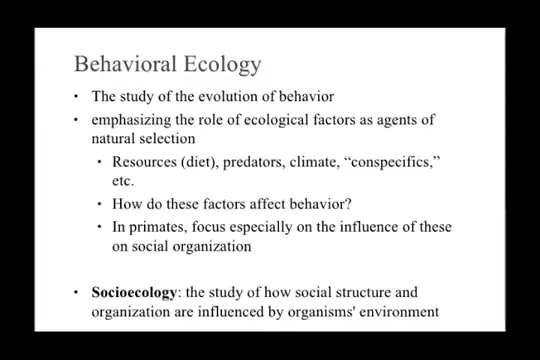 Behavioral Ecology
• The study of the evolution of behavior
• emphasizing the role of ecological factors as agents of
natural selection
• Resources (diet), predators, climate, “conspecifics,”
etc.
• How do these factors affect behavior?
• In primates, focus especially on the influence of these
on social organization
• Socioecology: the study of how social structure and
organization are influenced by organisms' environment